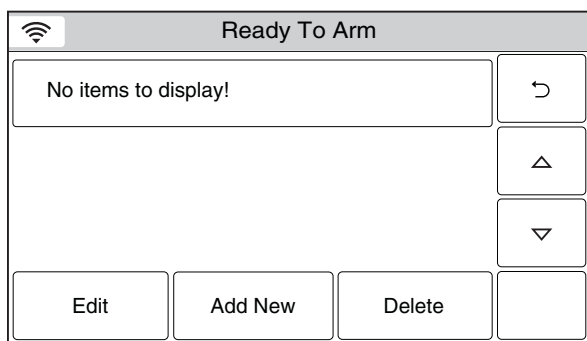 Ready To Arm
No items to display!
Edit
Add New
Delete